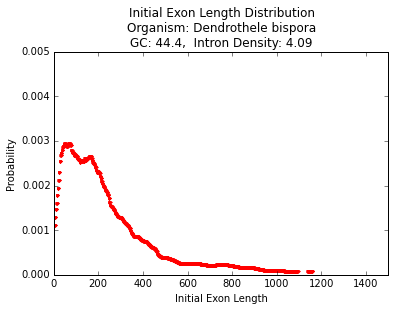 Initial Exon Length Distribution
Organism: Dendrothele bispora
GC: 44.4,  Intron Density: 4.09
0.005
0.004
0.003
0.002
0.001
0.000
Probability
0
200
400
600
800
1000
1200
1400
Initial Exon Length